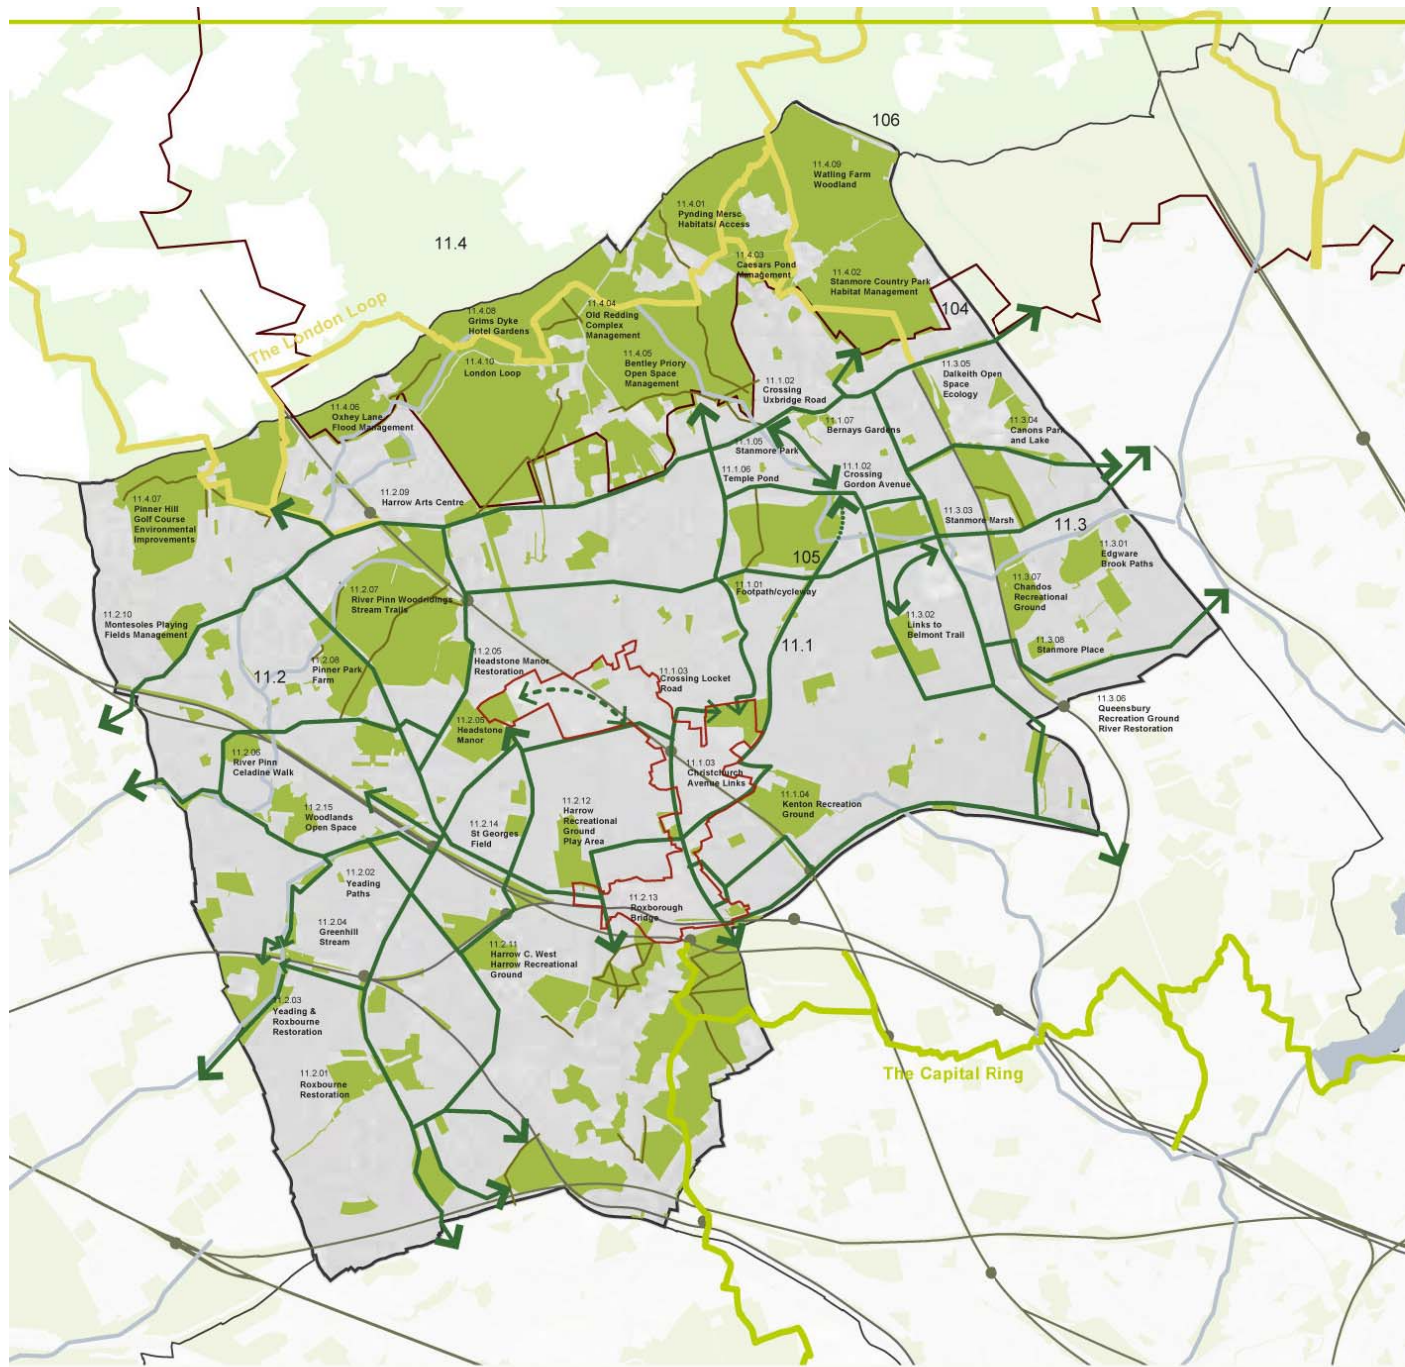 106
11.4.09
Watling Farm
Woodland
11.4.01
Pynding Mersc
Habitats/ Access
11.4
11.4.03
Caesars Pond
Management
11.4.02
Stanmore Country Park
Habitat Management
104
The London Loop
11.4.08
Grims Dyke
Hotel Gardens
11.4.04
Old Redding
Complex
Management
11.4.10
London Loop
11.4.05
Bentley Priory
Open Space
Management
11.1.02
Crossing
Uxbridge Road
11.3.05
Dalkeith Open
Space
Ecology
11.4.06
Oxhey Lane
Flood Management
11.1.07
Bernays Gardens
11.3.04
Canons Park
and Lake
11.1.05
Stanmore Park
11.1.06
Temple Pond
11.1.02
Crossing
Gordon Avenue
11.4.07
Pinner Hill
Golf Course
Environmental
Improvements
11.2.09
Harrow Arts Centre
11.3.03
Stanmore Marsh
11.3
11.3.01
Edgware
Brook Paths
105
11.1.01
Footpath/cycleway
11.3.07
Chandos
Recreational
Ground
11.2.07
River Pinn Woodridings
Stream Trails
11.2.10
Montesoles Playing
Fields Management
11.3.02
Links to
Belmont Trail
11.1
11.3.08
Stanmore Place
11.2.05
Headstone Manor
Restoration
11.2.08
Pinner Park
Farm
11.2
11.1.03
Crossing Locket
Road
11.3.06
Queensbury
Recreation Ground
River Restoration
11.2.05
Headstone
Manor
11.2.06
River Pinn
Celadine Walk
11.1.03
Christchurch
Avenue Links
11.1.04
Kenton Recreation
Ground
11.2.15
Woodlands
Open Space
11.2.14
St Georges
Field
11.2.12
Harrow
Recreational
Ground
Play Area
11.2.02
Yeading
Paths
11.2.13
Roxborough
Bridge
11.2.04
Greenhill
Stream
11.2.11
Harrow C. West
Harrow Recreational
Ground
11.2.03
Yeading &
Roxbourne
Restoration
11.2.01
Roxbourne
Restoration
The Capital Ring